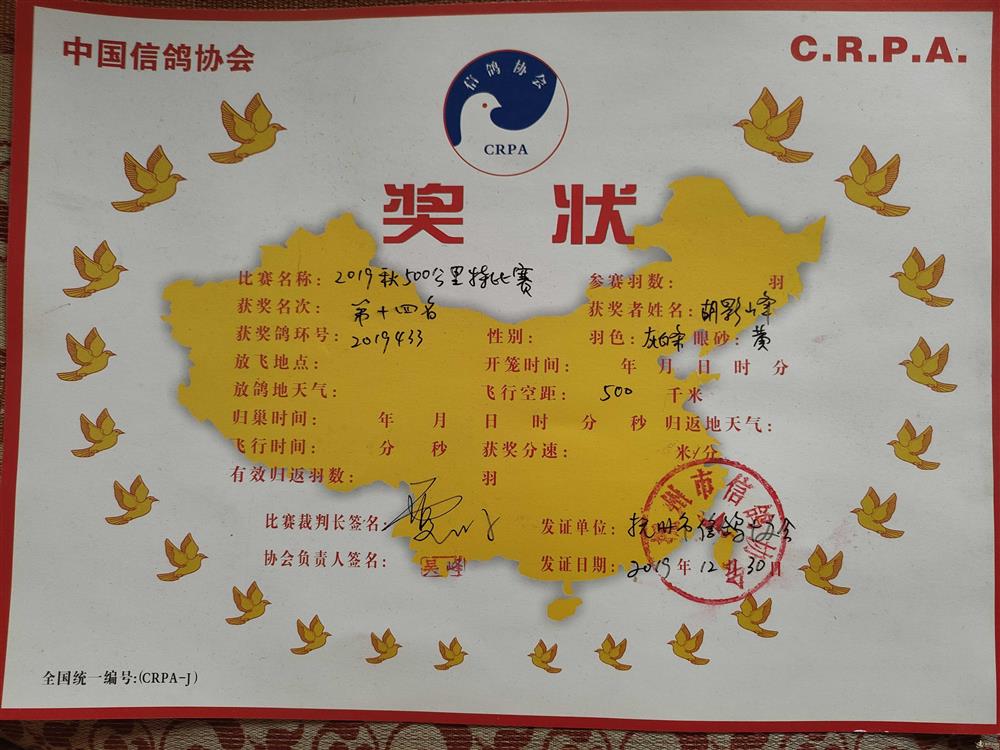 中国信鸽协会 C.R.P.A.
信鸽协会
CRPA
奖状
比赛名称: 2019秋500公里特比赛 参赛羽数: 羽
获奖名次: 第十四名 获奖者姓名: 胡影峰
获奖鸽环号: 2019433 性别: 羽色: 灰 眼砂: 黄
放飞地点: 开笼时间: 年 月 日 时 分
放鸽地天气: 飞行空距: 500 千米
归巢时间: 年 月 日 时 分 秒 归返地天气:
飞行时间: 分 秒 获奖分速: 米/分
有效归返羽数: 羽
比赛裁判长签名: 发证单位: 抚州市信鸽协会
协会负责人签名: 吴峰 发证日期: 2019年12月30日
州市信鸽协会
全国统一编号:(CRPA-J)